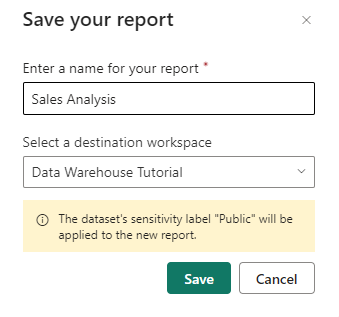 Save your report
Enter a name for your report *
Sales Analysis
Select a destination workspace
Data Warehouse Tutorial
The dataset's sensitivity label "Public" will be
applied to the new report.
Save
Cancel